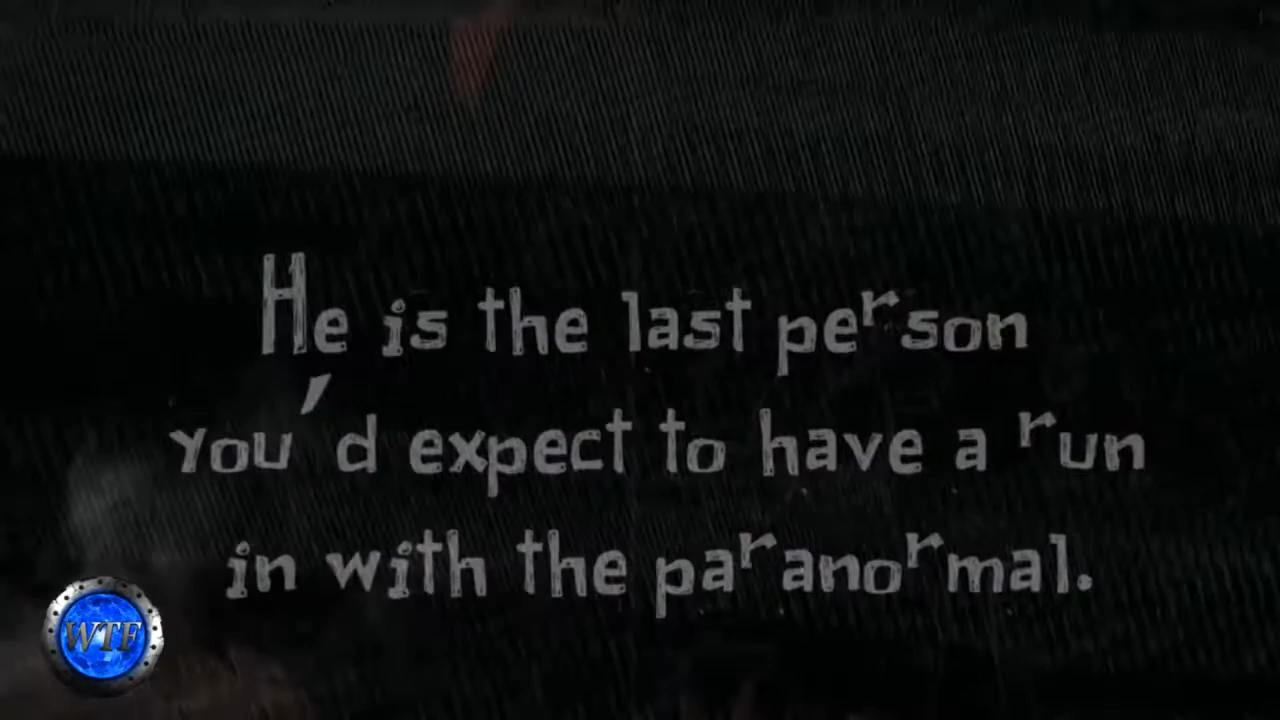 He is the last person
you'd expect to have a run
in with the paranormal.
WTF